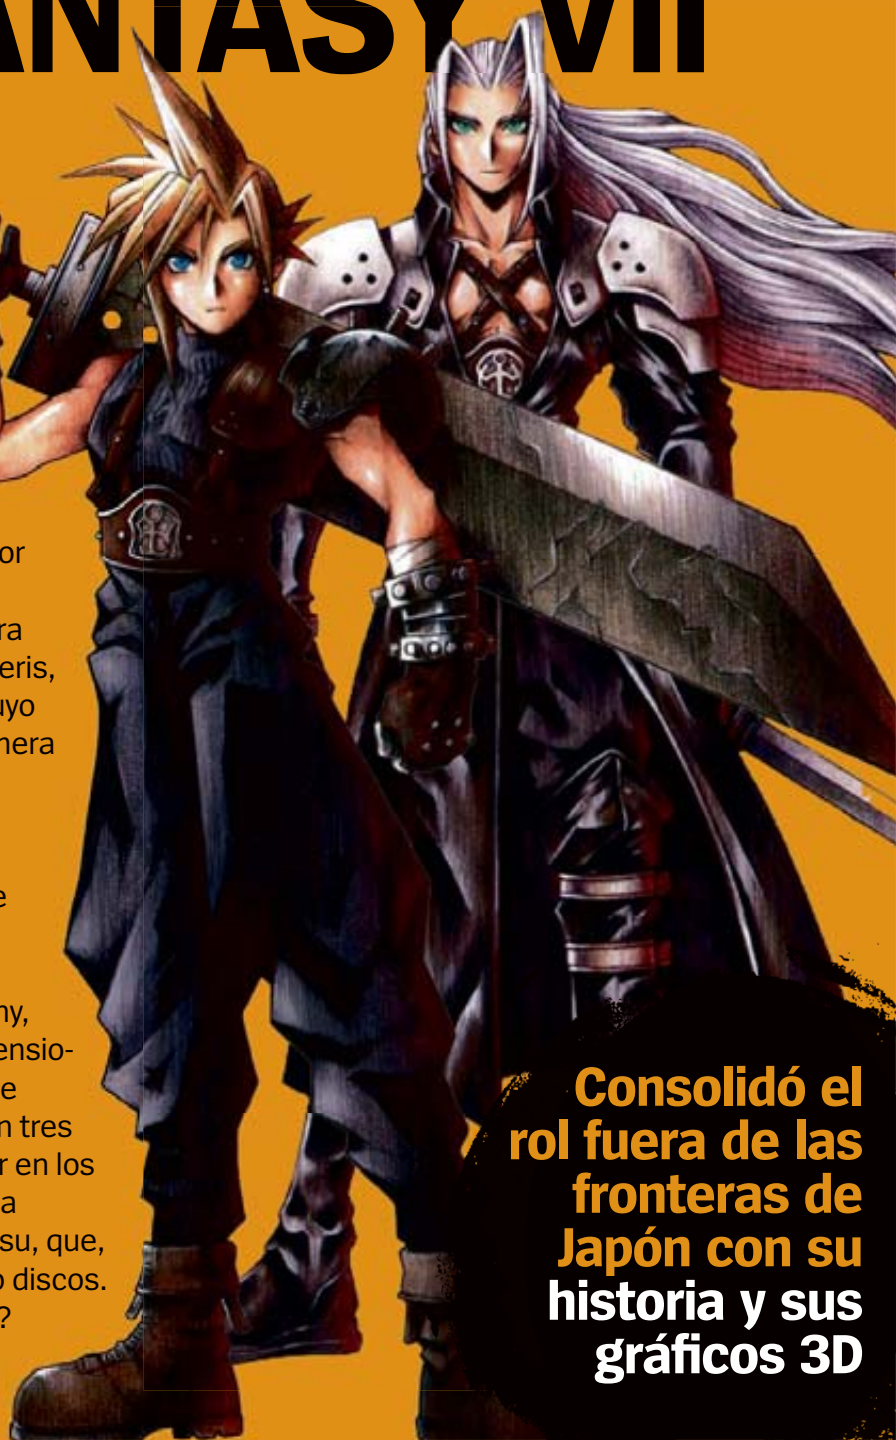 ANTASY VII
or
ra
eris,
uyo
nera
e
ny,
ensio-
e
n tres
r en los
a
su, que,
o discos.
?
Consolidó el
rol fuera de las
fronteras de
Japón con su
historia y sus
gráficos 3D